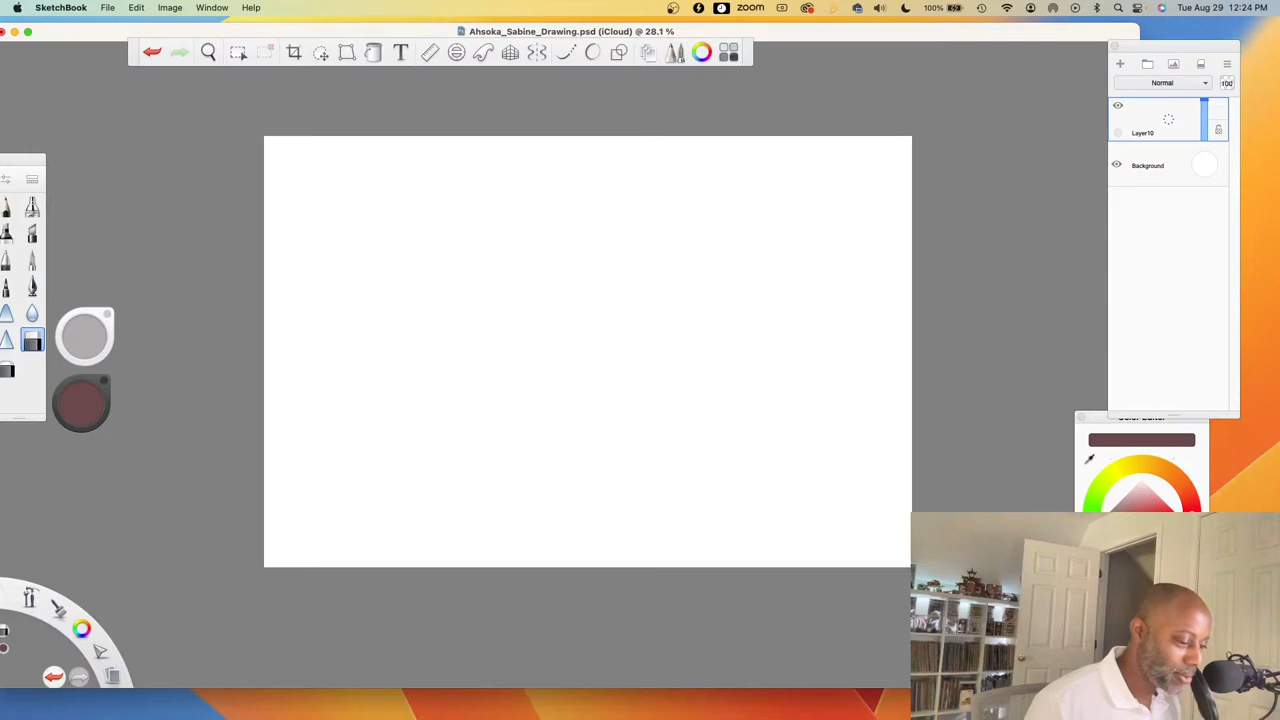 SketchBook File Edit Image Window Help
zoom 100% Tue Aug 29 12:24 PM
Ahsoka_Sabine_Drawing.psd (iCloud) @ 28.1 %
T
Normal
100
Layer10
Background